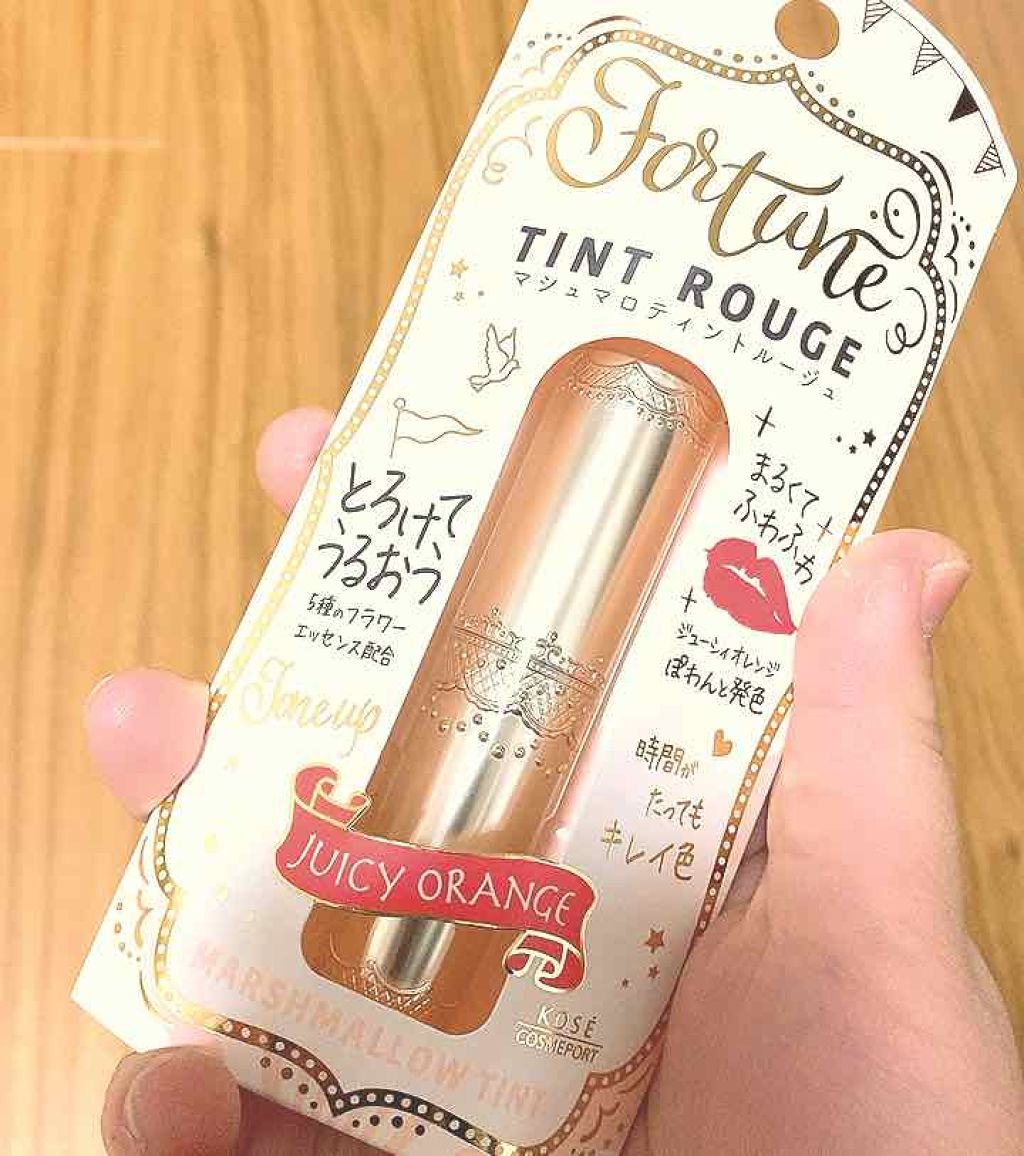 Fortune
TINT ROUGE
マシュマロティントルージュ
とろけて
うるおう
5種のフラワー
エッセンス配合
Tone up
まるくて
ふわふわ
ジューシィオレンジ
ぽわんと発色
時間が
たっても
キレイ色
JUICY ORANGE
MARSHMALLOW TINT
KOSÉ
COSMEPORT